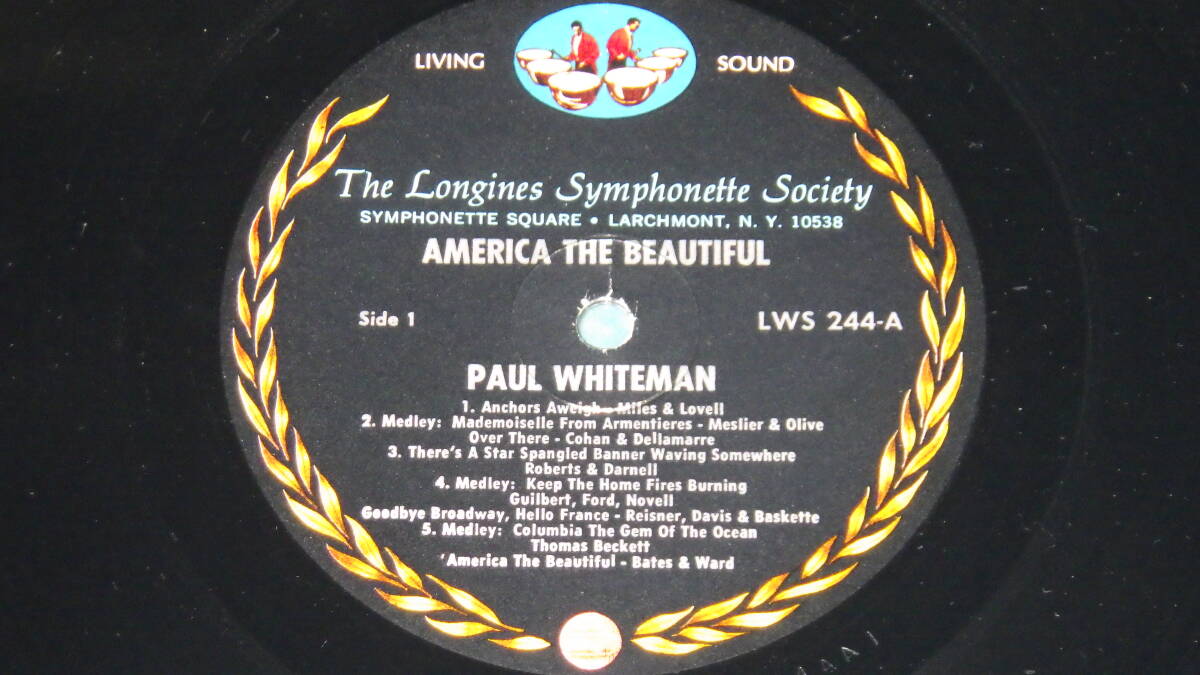 LIVING SOUND
The Longines Symphonette Society
SYMPHONETTE SQUARE • LARCHMONT, N. Y. 10538
AMERICA THE BEAUTIFUL
Side 1 LWS 244-A
PAUL WHITEMAN
1. Anchors Aweigh - Miles & Lovell
2. Medley: Mademoiselle From Armentieres - Meslier & Olive
Over There - Cohan & Dellamarre
3. There's A Star Spangled Banner Waving Somewhere
Roberts & Darnell
4. Medley: Keep The Home Fires Burning
Guilbert, Ford, Novell
Goodbye Broadway, Hello France - Reisner, Davis & Baskette
5. Medley: Columbia The Gem Of The Ocean
Thomas Beckett
'America The Beautiful - Bates & Ward